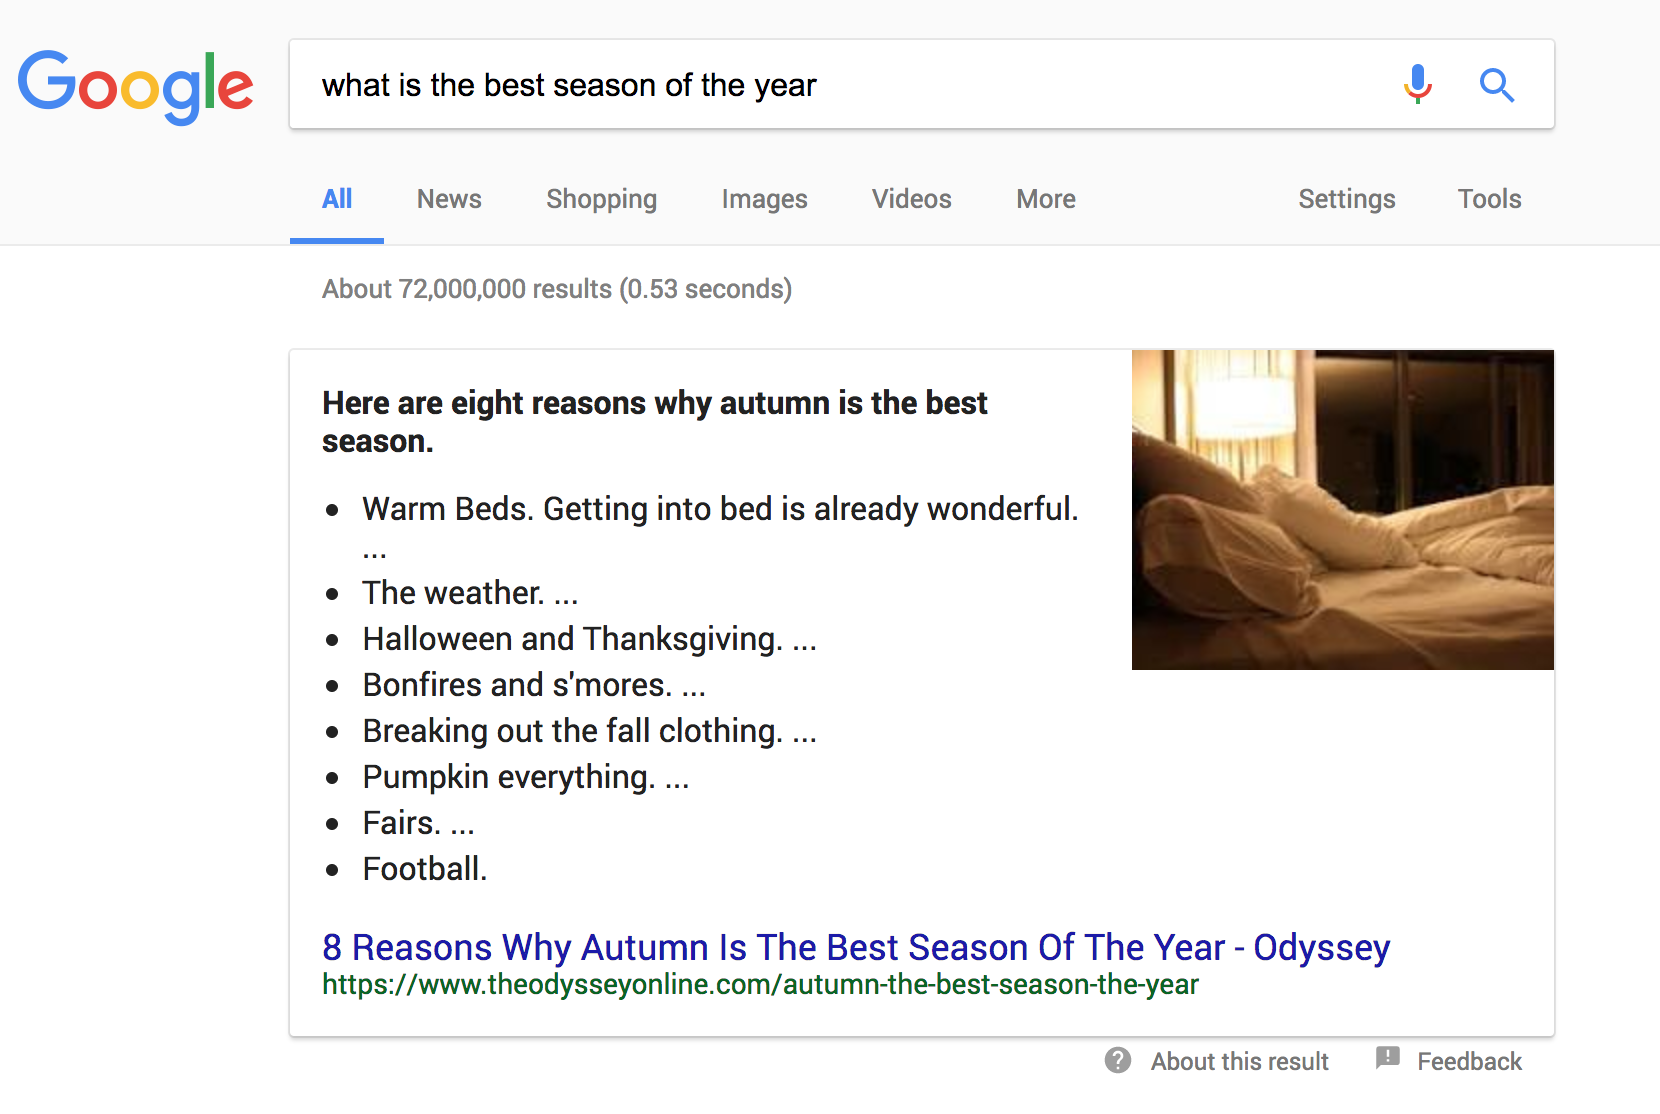 Google
what is the best season of the year
All News Shopping Images Videos More Settings Tools
About 72,000,000 results (0.53 seconds)
Here are eight reasons why autumn is the best
season.
• Warm Beds. Getting into bed is already wonderful.
...
• The weather. ...
• Halloween and Thanksgiving. ...
• Bonfires and s'mores. ...
• Breaking out the fall clothing. ...
• Pumpkin everything. ...
• Fairs. ...
• Football.
8 Reasons Why Autumn Is The Best Season Of The Year - Odyssey
https://www.theodysseyonline.com/autumn-the-best-season-the-year
? About this result ! Feedback